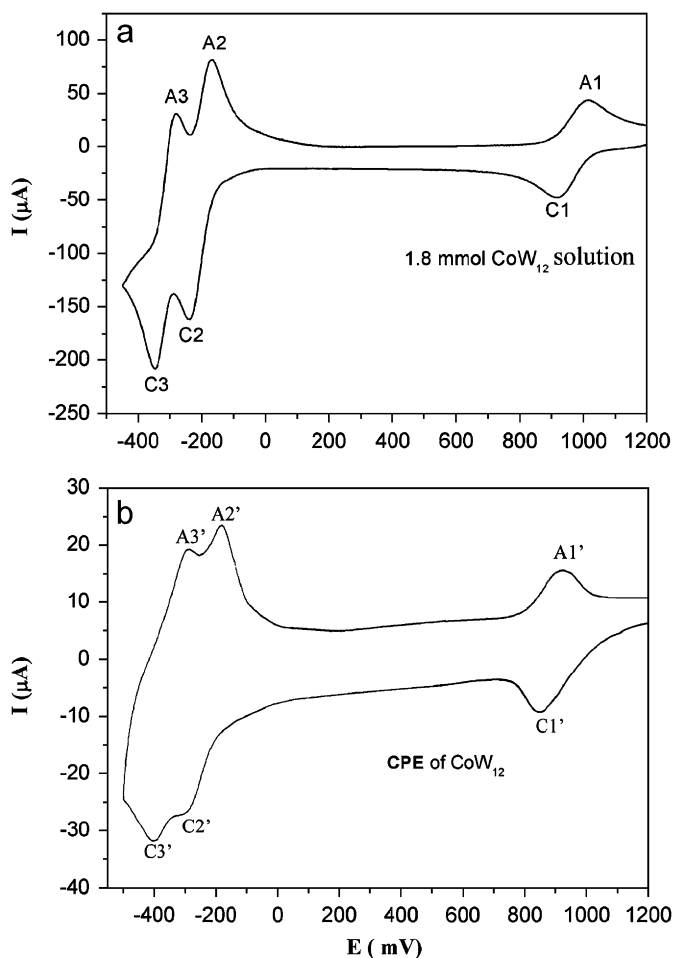 a
A2
A3
A1
C1
C2
C3
1.8 mmol CoW12 solution
I (µA)
100
50
0
-50
-100
-150
-200
-250
-400 -200 0 200 400 600 800 1000 1200
b
A2’
A3’
A1’
C1’
C2’
C3’
CPE of CoW12
I (µA)
30
20
10
0
-10
-20
-30
-40
-400 -200 0 200 400 600 800 1000 1200
E ( mV)